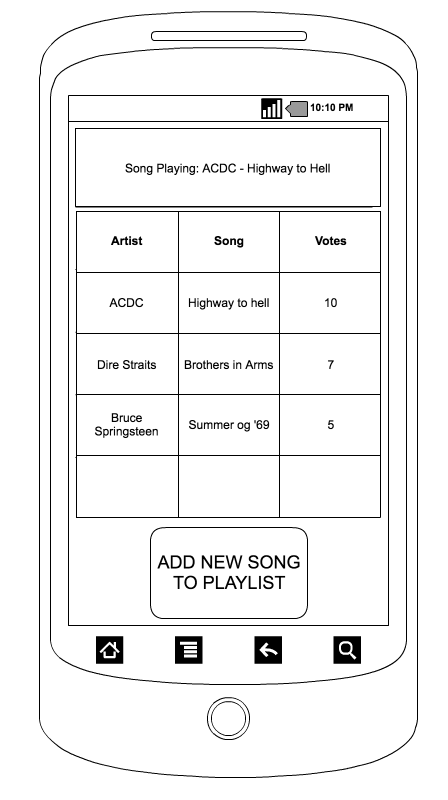 10:10 PM
Song Playing: ACDC - Highway to Hell
Artist Song Votes
ACDC Highway to hell 10
Dire Straits Brothers in Arms 7
Bruce
Springsteen Summer og '69 5
ADD NEW SONG
TO PLAYLIST